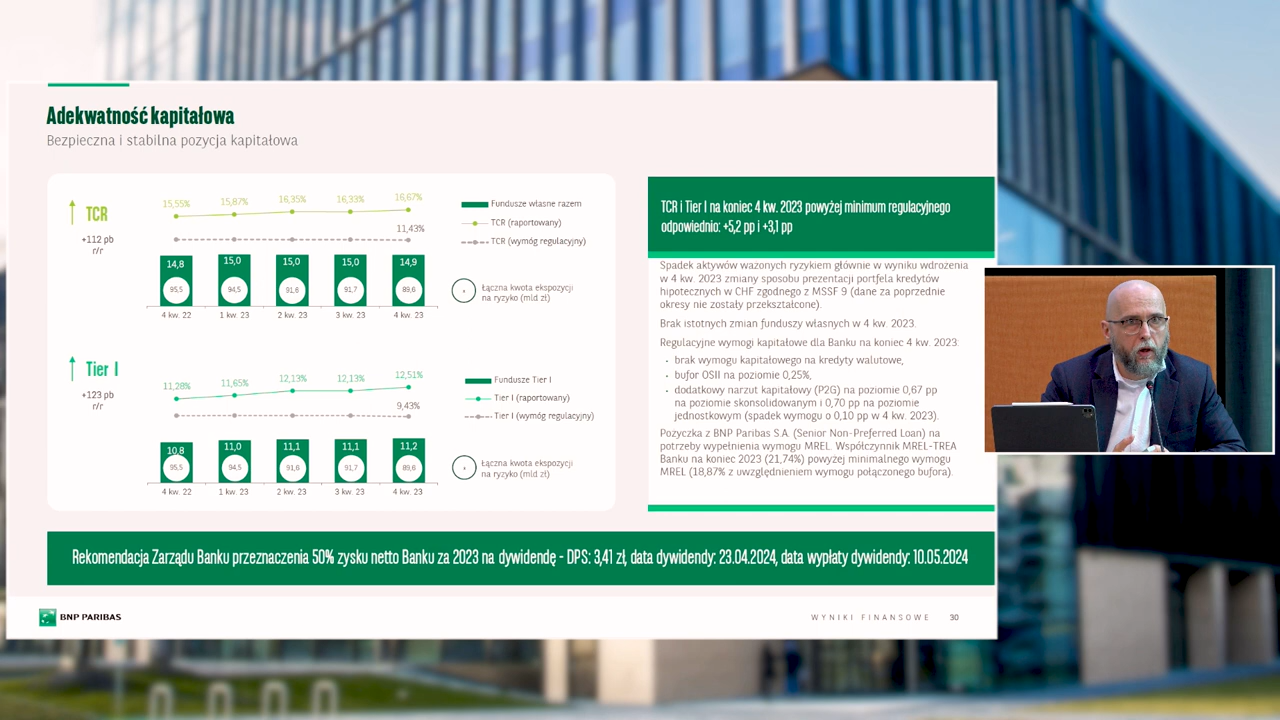 Adekwatność kapitałowa
Bezpieczna i stabilna pozycja kapitałowa
TCR
+112 pb
r/r
15,55% 15,87% 16,35% 16,33% 16,67%
11,43%
14,8 15,0 15,0 15,0 14,9
95,5 94,5 91,6 91,7 89,6
4 kw. 22 1 kw. 23 2 kw. 23 3 kw. 23 4 kw. 23
Fundusze własne razem
TCR (raportowany)
TCR (wymóg regulacyjny)
Łączna kwota ekspozycji
na ryzyko (mld zł)
Tier I
+123 pb
r/r
11,28% 11,65% 12,13% 12,13% 12,51%
9,43%
10,8 11,0 11,1 11,1 11,2
95,5 94,5 91,6 91,7 89,6
4 kw. 22 1 kw. 23 2 kw. 23 3 kw. 23 4 kw. 23
Fundusze Tier I
Tier I (raportowany)
Tier I (wymóg regulacyjny)
Łączna kwota ekspozycji
na ryzyko (mld zł)
TCR i Tier I na koniec 4 kw. 2023 powyżej minimum regulacyjnego
odpowiednio: +5,2 pp i +3,1 pp
Spadek aktywów ważonych ryzykiem głównie w wyniku wdrożenia
w 4 kw. 2023 zmiany sposobu prezentacji portfela kredytów
hipotecznych w CHF zgodnego z MSSF 9 (dane za poprzednie
okresy nie zostały przekształcone).
Brak istotnych zmian funduszy własnych w 4 kw. 2023.
Regulacyjne wymogi kapitałowe dla Banku na koniec 4 kw. 2023:
- brak wymogu kapitałowego na kredyty walutowe,
- bufor OSII na poziomie 0,25%,
- dodatkowy narzut kapitałowy (P2G) na poziomie 0,67 pp
na poziomie skonsolidowanym i 0,70 pp na poziomie
jednostkowym (spadek wymogu o 0,10 pp w 4 kw. 2023).
Pożyczka z BNP Paribas S.A. (Senior Non-Preferred Loan) na
potrzeby wypełnienia wymogu MREL. Współczynnik MREL-TREA
Banku na koniec 2023 (21,74%) powyżej minimalnego wymogu
MREL (18,87% z uwzględnieniem wymogu połączonego bufora).
Rekomendacja Zarządu Banku przeznaczenia 50% zysku netto Banku za 2023 na dywidendę - DPS: 3,41 zł, data dywidendy: 23.04.2024, data wypłaty dywidendy: 10.05.2024
BNP PARIBAS
WYNIKI FINANSOWE 30